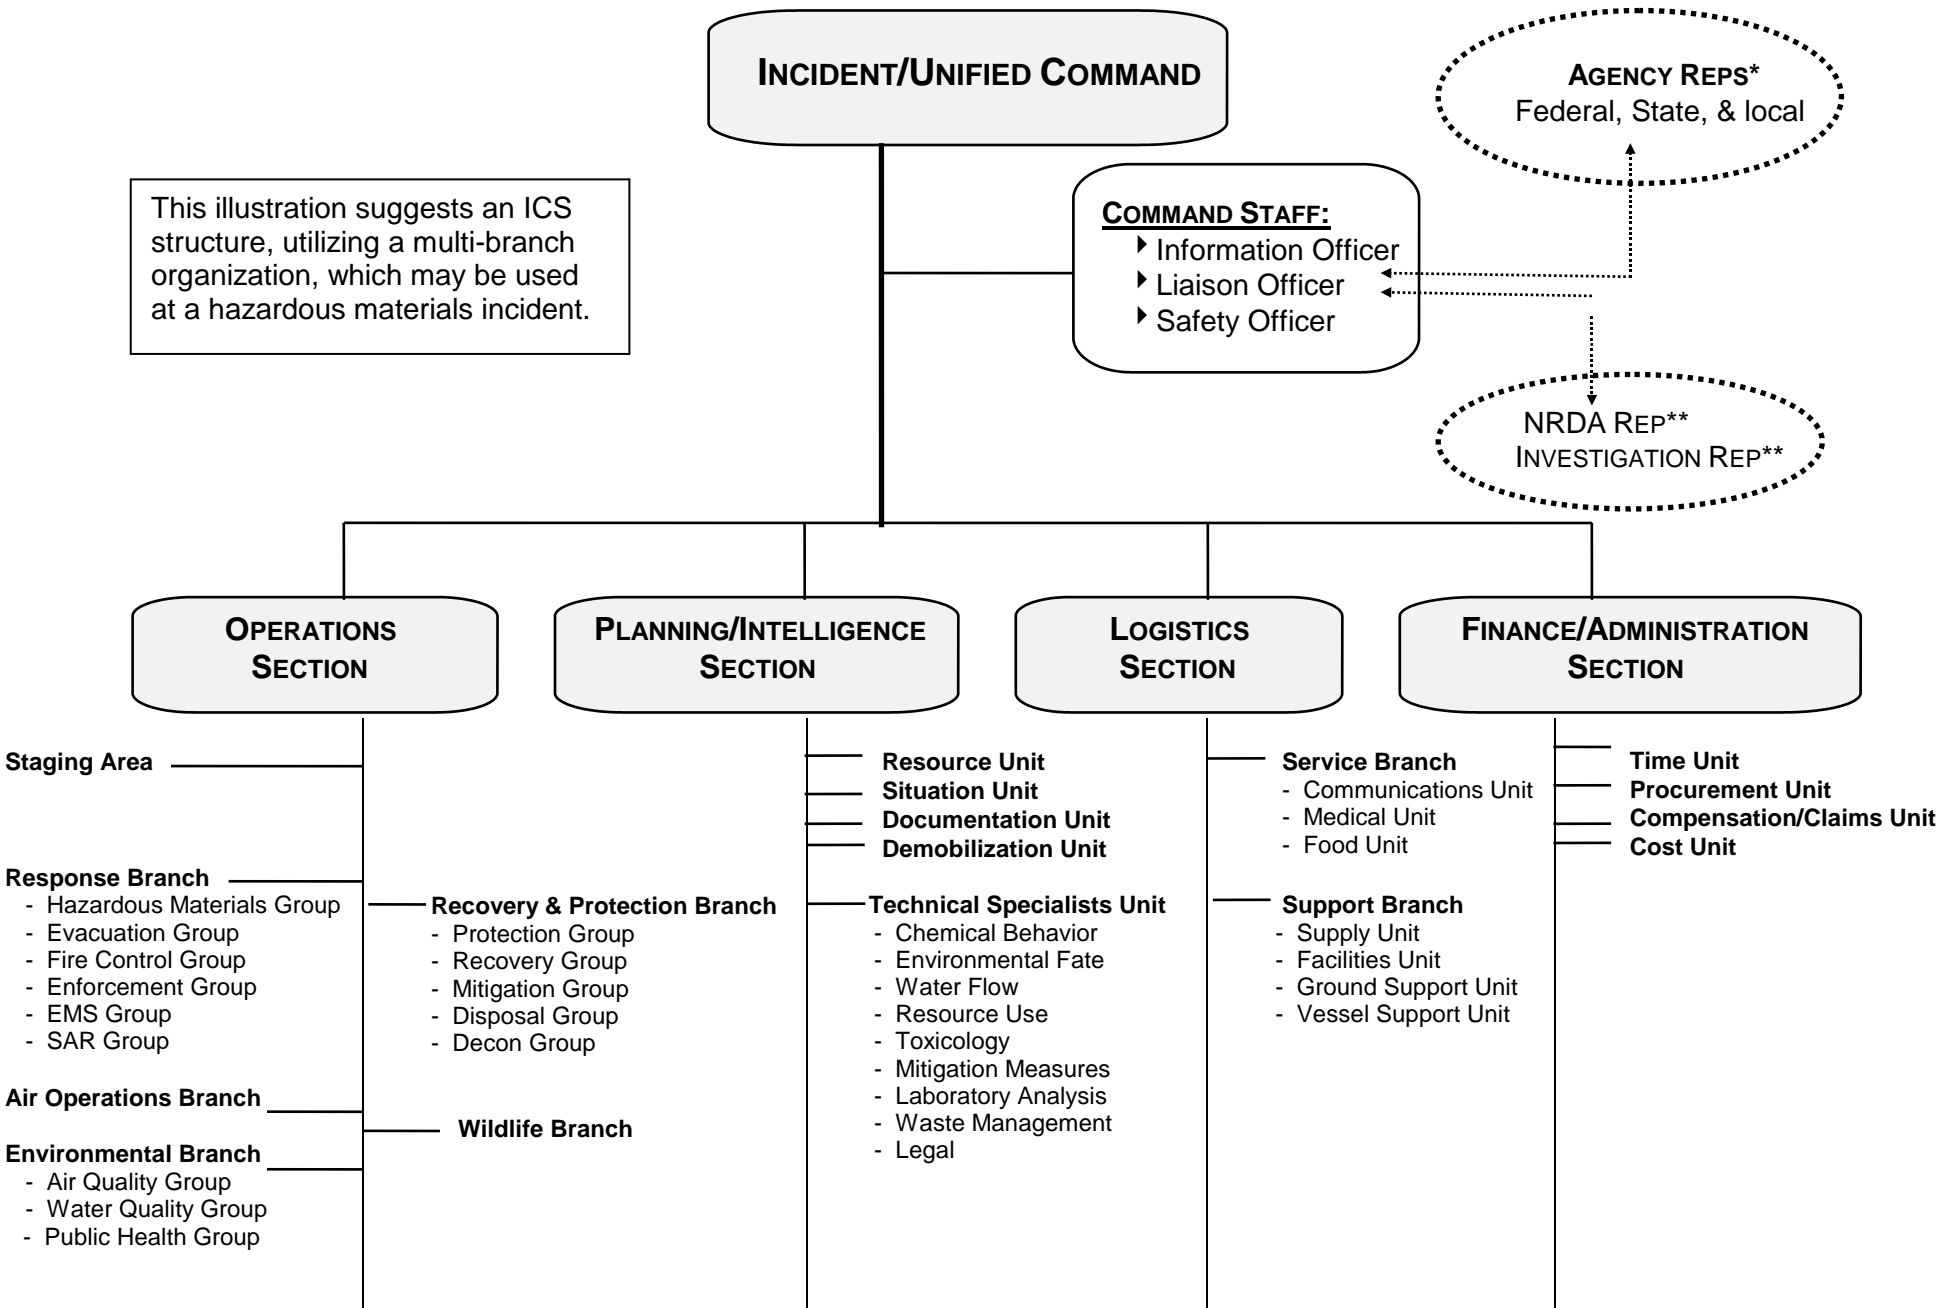 INCIDENT/UNIFIED COMMAND
AGENCY REPS*
Federal, State, & local
This illustration suggests an ICS
structure, utilizing a multi-branch
organization, which may be used
at a hazardous materials incident.
COMMAND STAFF:
Information Officer
Liaison Officer
Safety Officer
NRDA REP**
INVESTIGATION REP**
OPERATIONS
SECTION
PLANNING/INTELLIGENCE
SECTION
LOGISTICS
SECTION
FINANCE/ADMINISTRATION
SECTION
Staging Area
Response Branch
- Hazardous Materials Group
- Evacuation Group
- Fire Control Group
- Enforcement Group
- EMS Group
- SAR Group
Air Operations Branch
Environmental Branch
- Air Quality Group
- Water Quality Group
- Public Health Group
Recovery & Protection Branch
- Protection Group
- Recovery Group
- Mitigation Group
- Disposal Group
- Decon Group
Wildlife Branch
Resource Unit
Situation Unit
Documentation Unit
Demobilization Unit
Technical Specialists Unit
- Chemical Behavior
- Environmental Fate
- Water Flow
- Resource Use
- Toxicology
- Mitigation Measures
- Laboratory Analysis
- Waste Management
- Legal
Service Branch
- Communications Unit
- Medical Unit
- Food Unit
Support Branch
- Supply Unit
- Facilities Unit
- Ground Support Unit
- Vessel Support Unit
Time Unit
Procurement Unit
Compensation/Claims Unit
Cost Unit